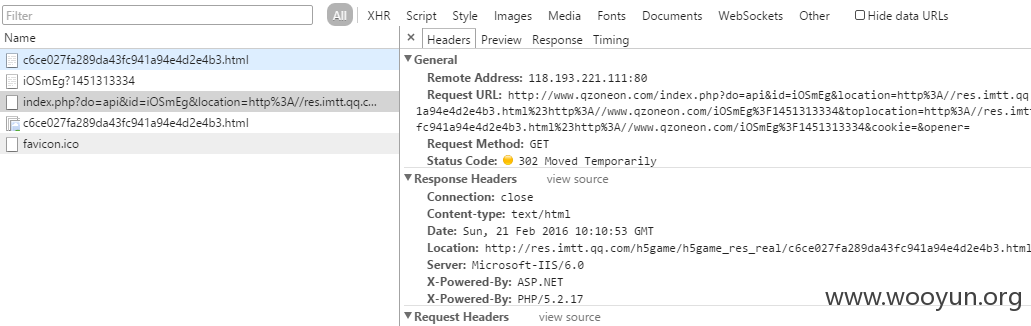 Filter All XHR Script Style Images Media Fonts Documents WebSockets Other Hide data URLs
Name × Headers Preview Response Timing
c6ce027fa289da43fc941a94e4d2e4b3.html
iOSmEg?1451313334
index.php?do=api&id=iOSmEg&location=http%3A//res.imtt.qq.c...
c6ce027fa289da43fc941a94e4d2e4b3.html
favicon.ico
General
Remote Address: 118.193.221.111:80
Request URL: http://www.qzoneon.com/index.php?do=api&id=iOSmEg&location=http%3A//res.imtt.qq
1a94e4d2e4b3.html%23http%3A//www.qzoneon.com/iOSmEg%3F1451313334&toplocation=http%3A//res.imt
fc941a94e4d2e4b3.html%23http%3A//www.qzoneon.com/iOSmEg%3F1451313334&cookie=&opener=
Request Method: GET
Status Code: 302 Moved Temporarily
Response Headers view source
Connection: close
Content-type: text/html
Date: Sun, 21 Feb 2016 10:10:53 GMT
Location: http://res.imtt.qq.com/h5game/h5game_res_real/c6ce027fa289da43fc941a94e4d2e4b3.html
Server: Microsoft-IIS/6.0
X-Powered-By: ASP.NET
X-Powered-By: PHP/5.2.17
Request Headers view source
www.wooyun.org